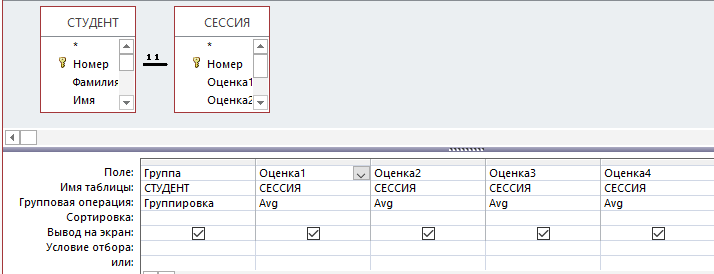 СТУДЕНТ СЕССИЯ
* *
Номер 1 1 Номер
Фамилия Оценка1
Имя Оценка2
Поле: Группа Оценка1 Оценка2 Оценка3 Оценка4
Имя таблицы: СТУДЕНТ СЕССИЯ СЕССИЯ СЕССИЯ СЕССИЯ
Групповая операция: Группировка Avg Avg Avg Avg
Сортировка:
Вывод на экран:
Условие отбора:
или: